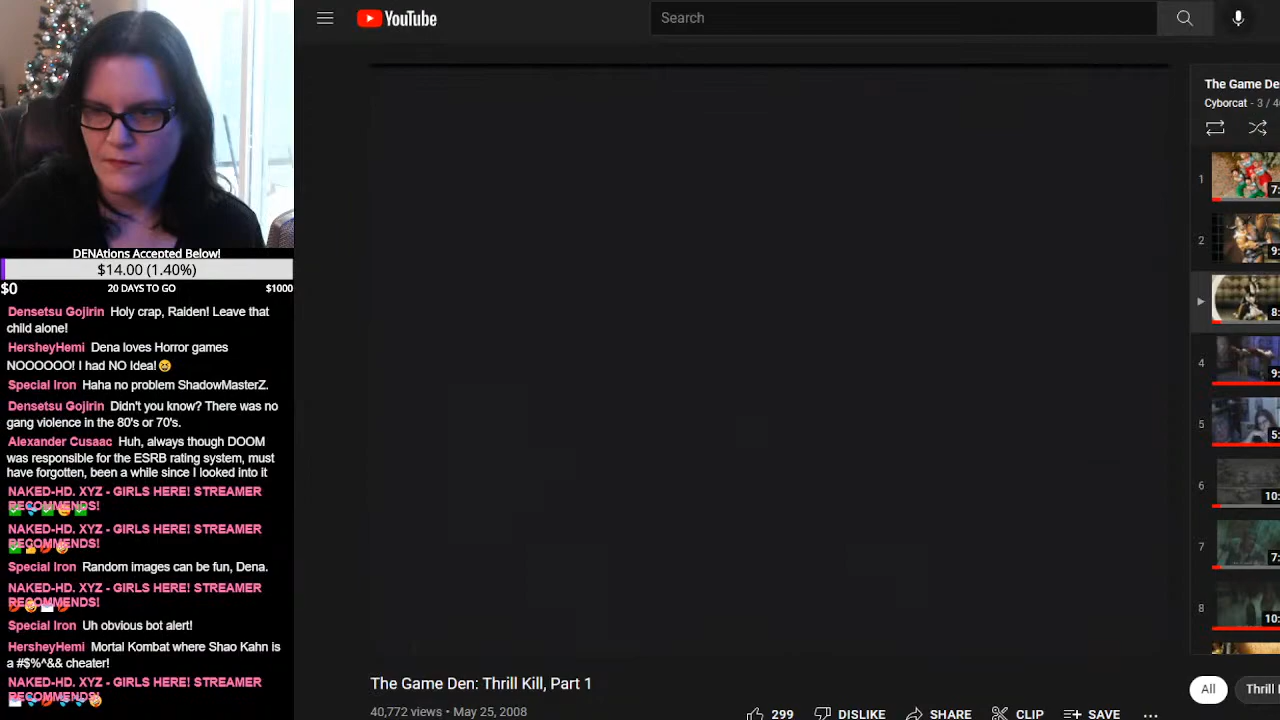 YouTube
Search
DENAtions Accepted Below!
$14.00 (1.40%)
$0 20 DAYS TO GO $1000
Densetsu Gojirin Holy crap, Raiden! Leave that
child alone!
HersheyHemi Dena loves Horror games
NOOOOOO! I had NO Idea!
Special Iron Haha no problem ShadowMasterZ.
Densetsu Gojirin Didn't you know? There was no
gang violence in the 80's or 70's.
Alexander Cusaac Huh, always though DOOM
was responsible for the ESRB rating system, must
have forgotten, been a while since I looked into it
NAKED-HD. XYZ - GIRLS HERE! STREAMER
RECOMMENDS!
NAKED-HD. XYZ - GIRLS HERE! STREAMER
RECOMMENDS!
Special Iron Random images can be fun, Dena.
NAKED-HD. XYZ - GIRLS HERE! STREAMER
RECOMMENDS!
Special Iron Uh obvious bot alert!
HersheyHemi Mortal Kombat where Shao Kahn is
a #$%^&& cheater!
NAKED-HD. XYZ - GIRLS HERE! STREAMER
RECOMMENDS!
The Game Den: Thrill Kill, Part 1
40,772 views • May 25, 2008
299 DISLIKE SHARE CLIP SAVE
The Game De
Cyborcat - 3 / 4
1 7:
2 9:
8:
4 9:
5 5:
6 10:
7 7:
8 10:
All Thrill